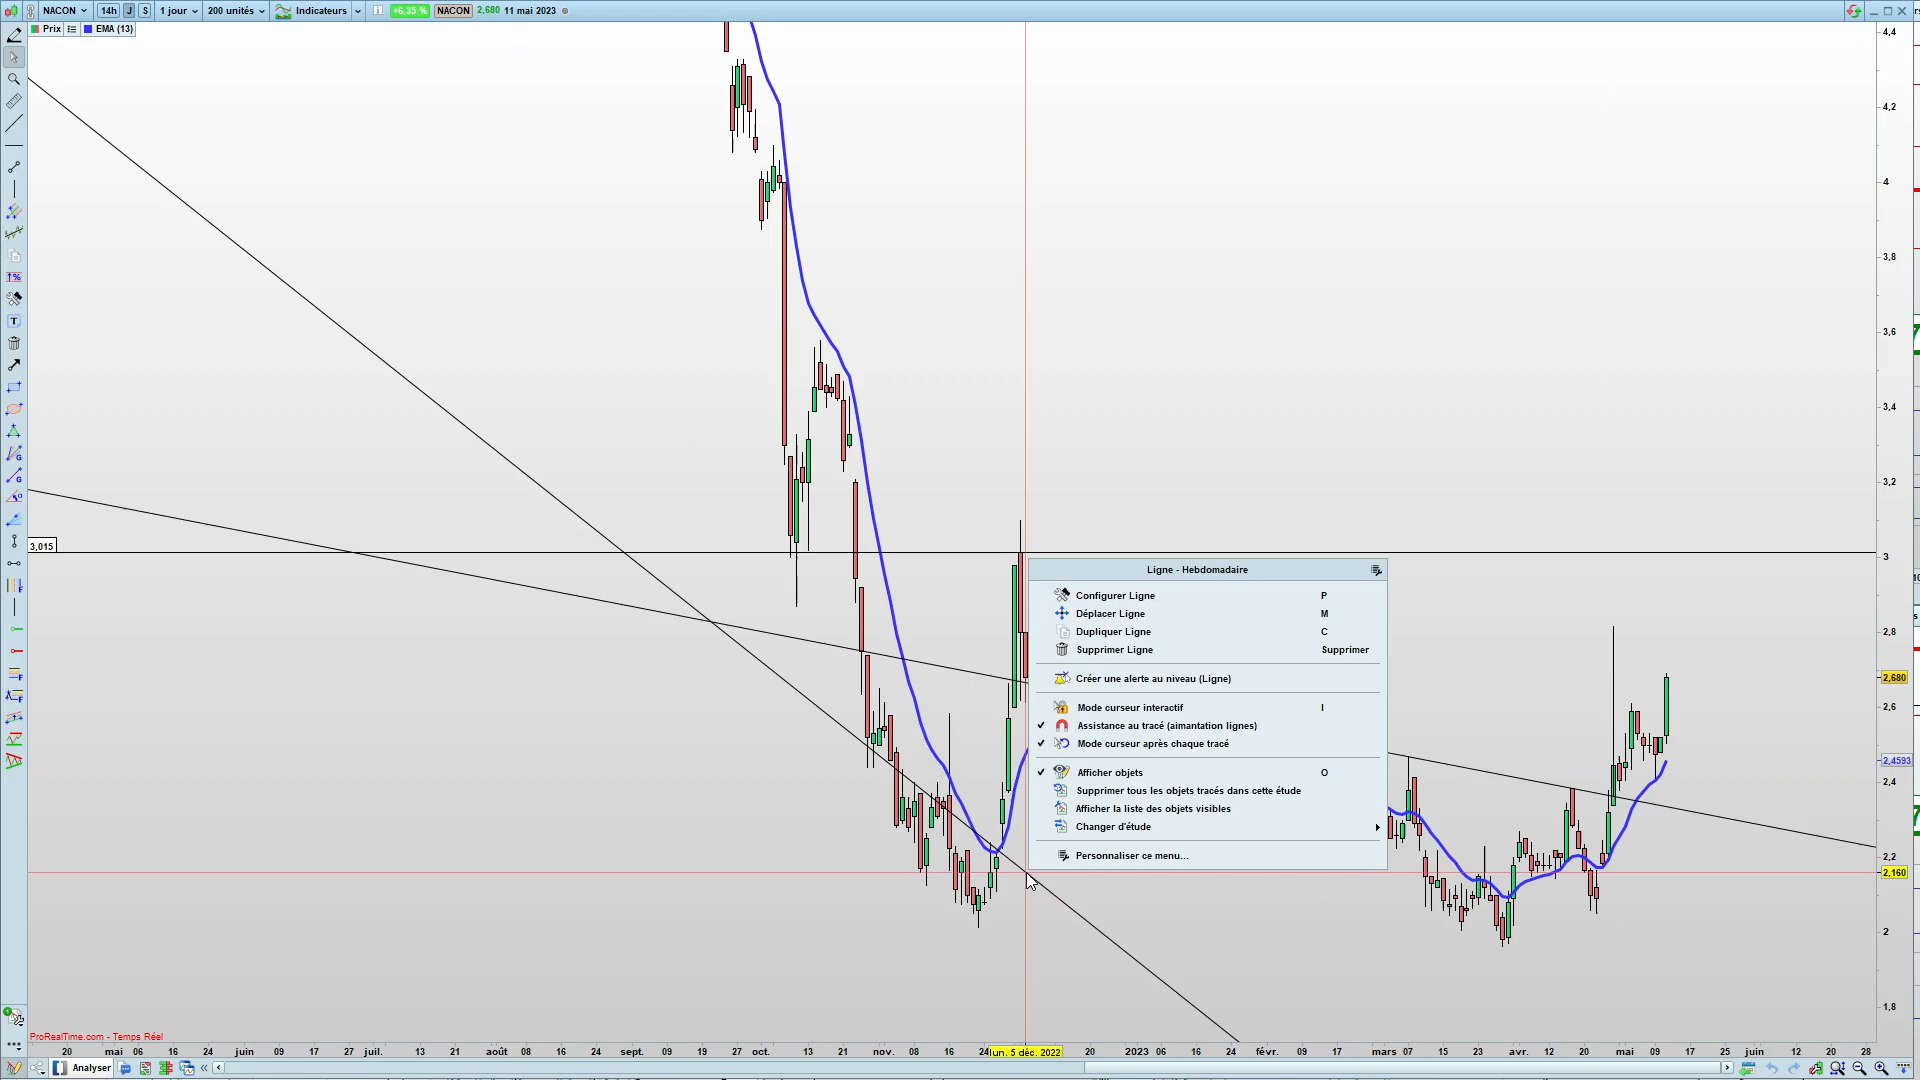 NACON 14h J S 1 jour 200 unités Indicateurs +6,35 % NACON 2,680 11 mai 2023
Prix EMA (13)
4,4
4,2
4
3,8
3,6
3,4
3,2
3,015
3
Ligne - Hebdomadaire
Configurer Ligne P
Déplacer Ligne M
Dupliquer Ligne C
Supprimer Ligne Supprimer
Créer une alerte au niveau (Ligne)
Mode curseur interactif I
Assistance au tracé (aimantation lignes)
Mode curseur après chaque tracé
Afficher objets O
Supprimer tous les objets tracés dans cette étude
Afficher la liste des objets visibles
Changer d'étude
Personnaliser ce menu...
2,8
2,680
2,6
2,4593
2,4
2,2
2,160
2
1,8
ProRealTime.com - Temps Réel
20 mai 06 16 24 juin 09 17 27 juil. 13 21 août 08 16 24 sept. 09 19 27 oct. 13 21 nov. 08 16 24 lun. 5 déc. 2022 20 2023 06 16 24 févr. 09 17 mars 07 15 23 avr. 12 20 mai 09 17 25 juin 12 20 28
Analyser